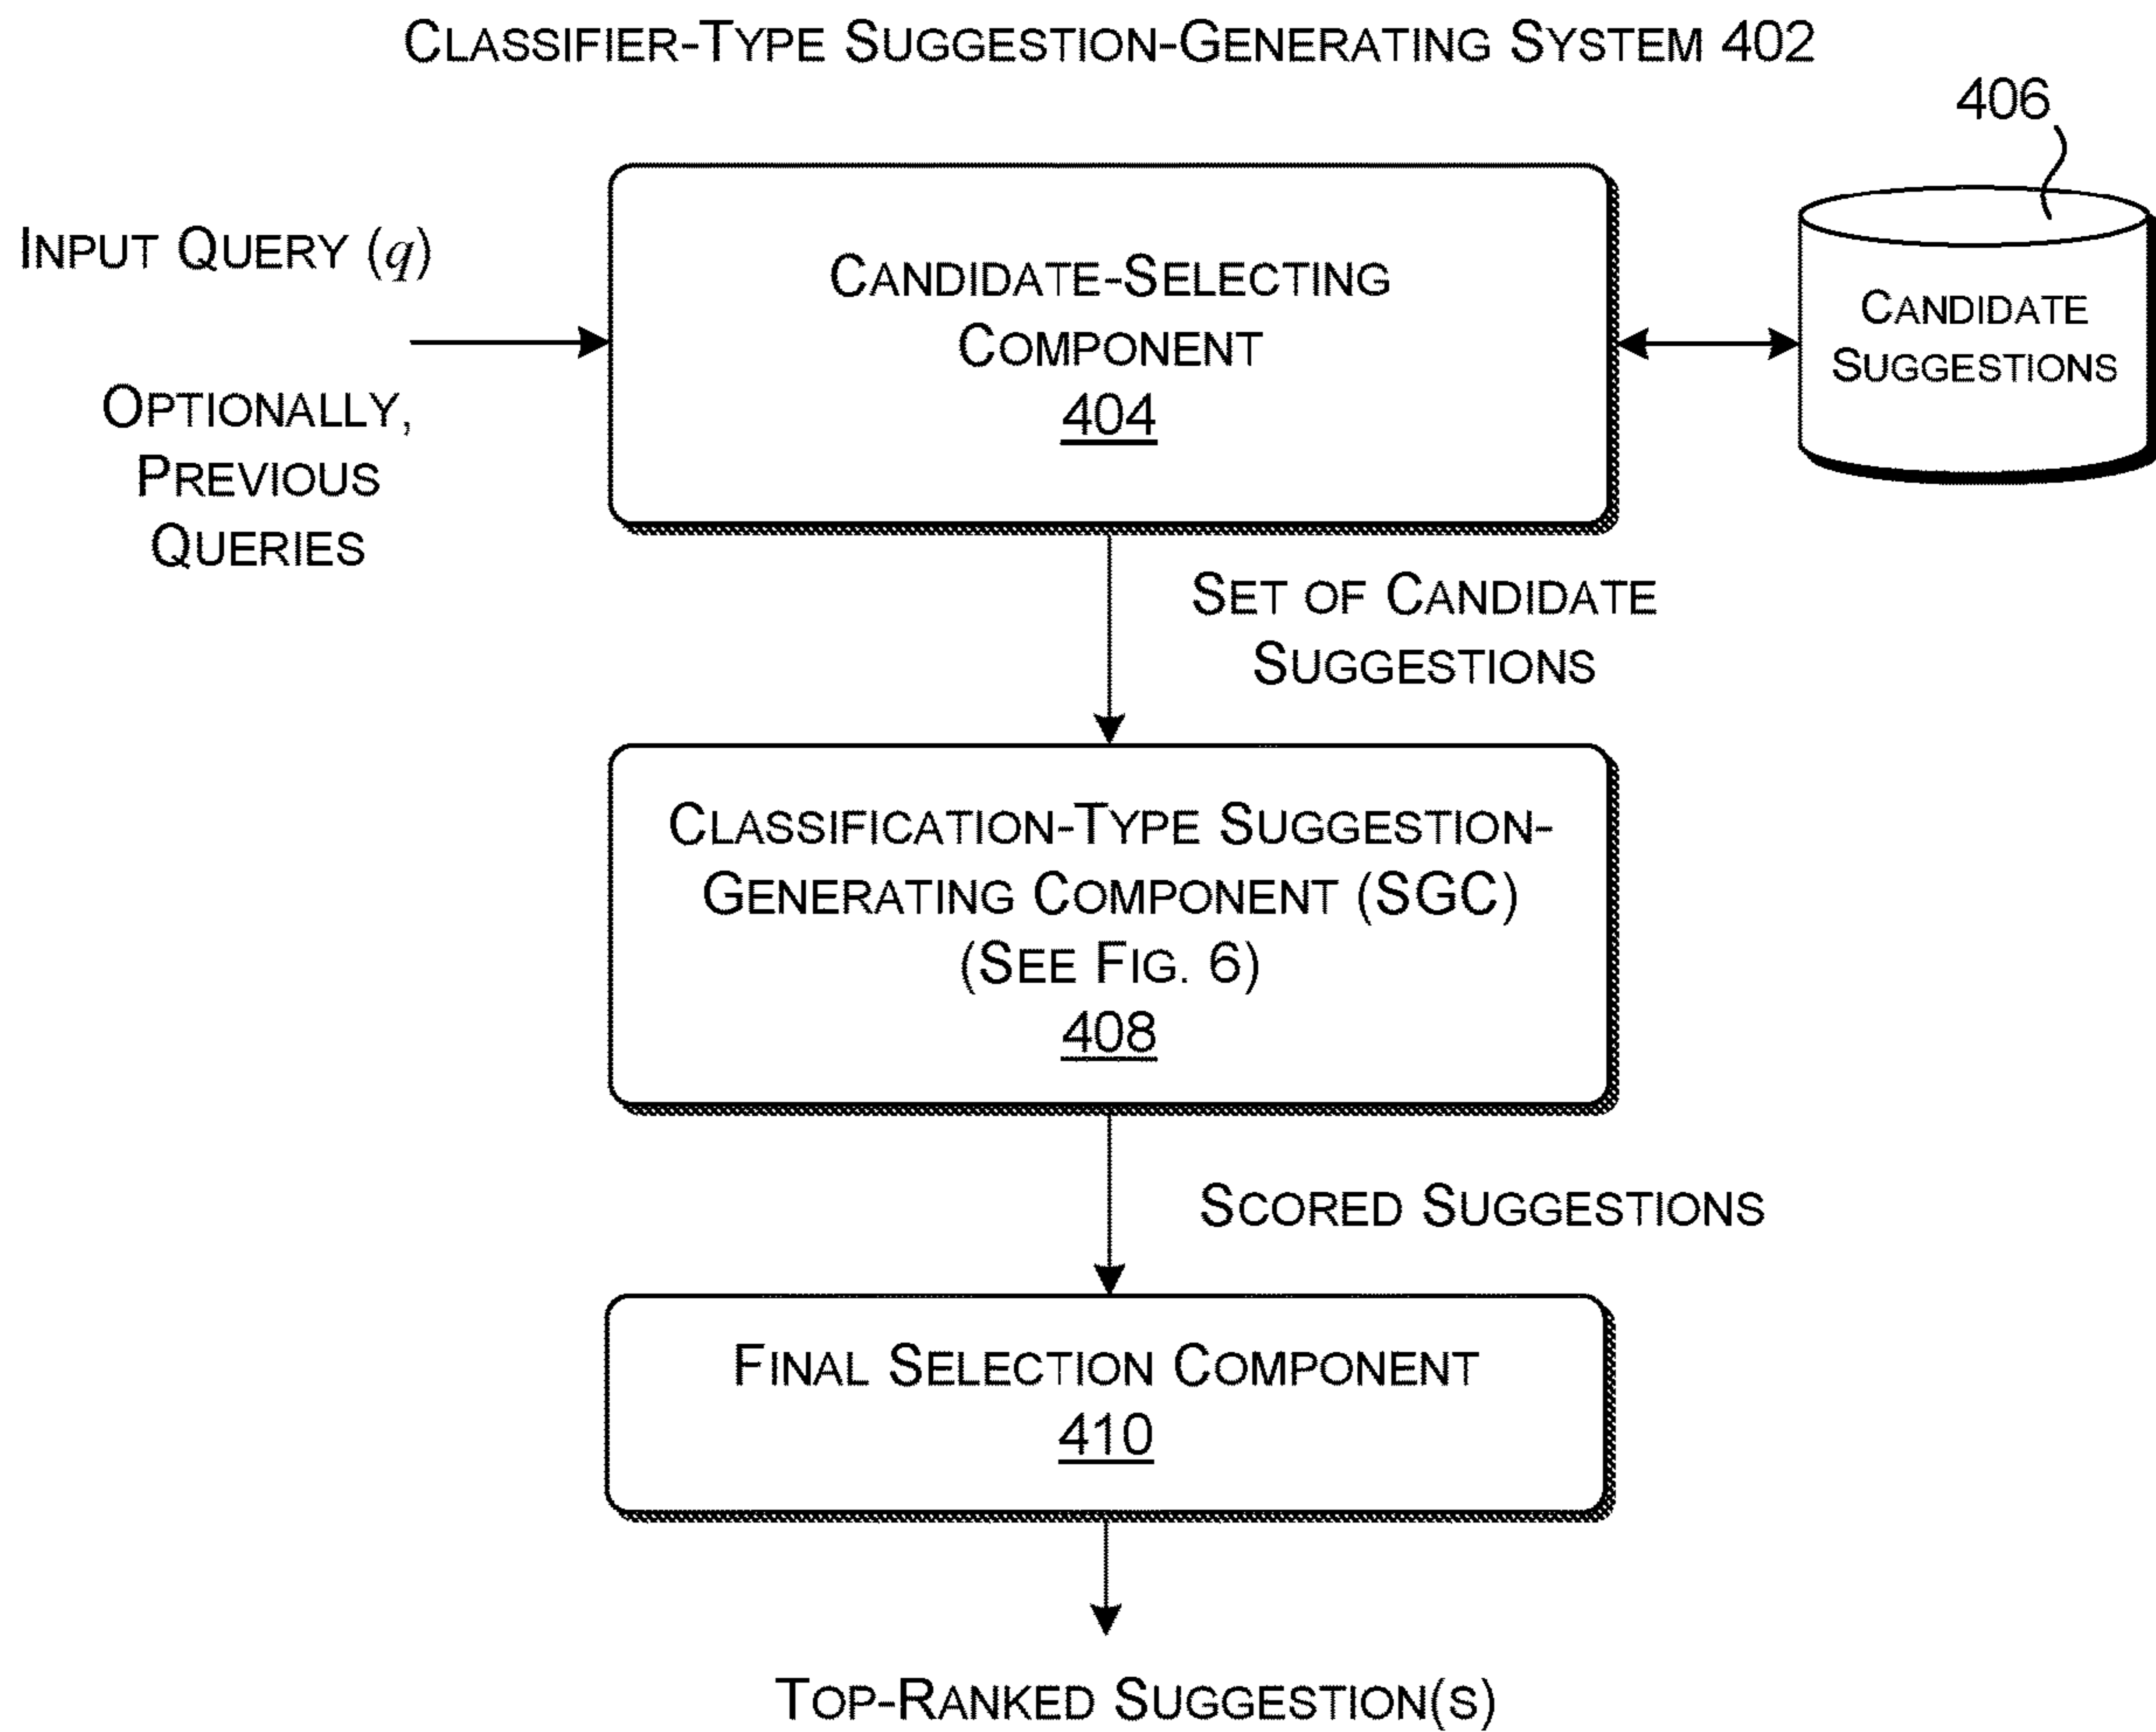 CLASSIFIER-TYPE SUGGESTION-GENERATING SYSTEM 402
406
INPUT QUERY (q)
OPTIONALLY,
PREVIOUS
QUERIES
CANDIDATE-SELECTING
COMPONENT
404
CANDIDATE
SUGGESTIONS
SET OF CANDIDATE
SUGGESTIONS
CLASSIFICATION-TYPE SUGGESTION-
GENERATING COMPONENT (SGC)
(SEE FIG. 6)
408
SCORED SUGGESTIONS
FINAL SELECTION COMPONENT
410
TOP-RANKED SUGGESTION(S)